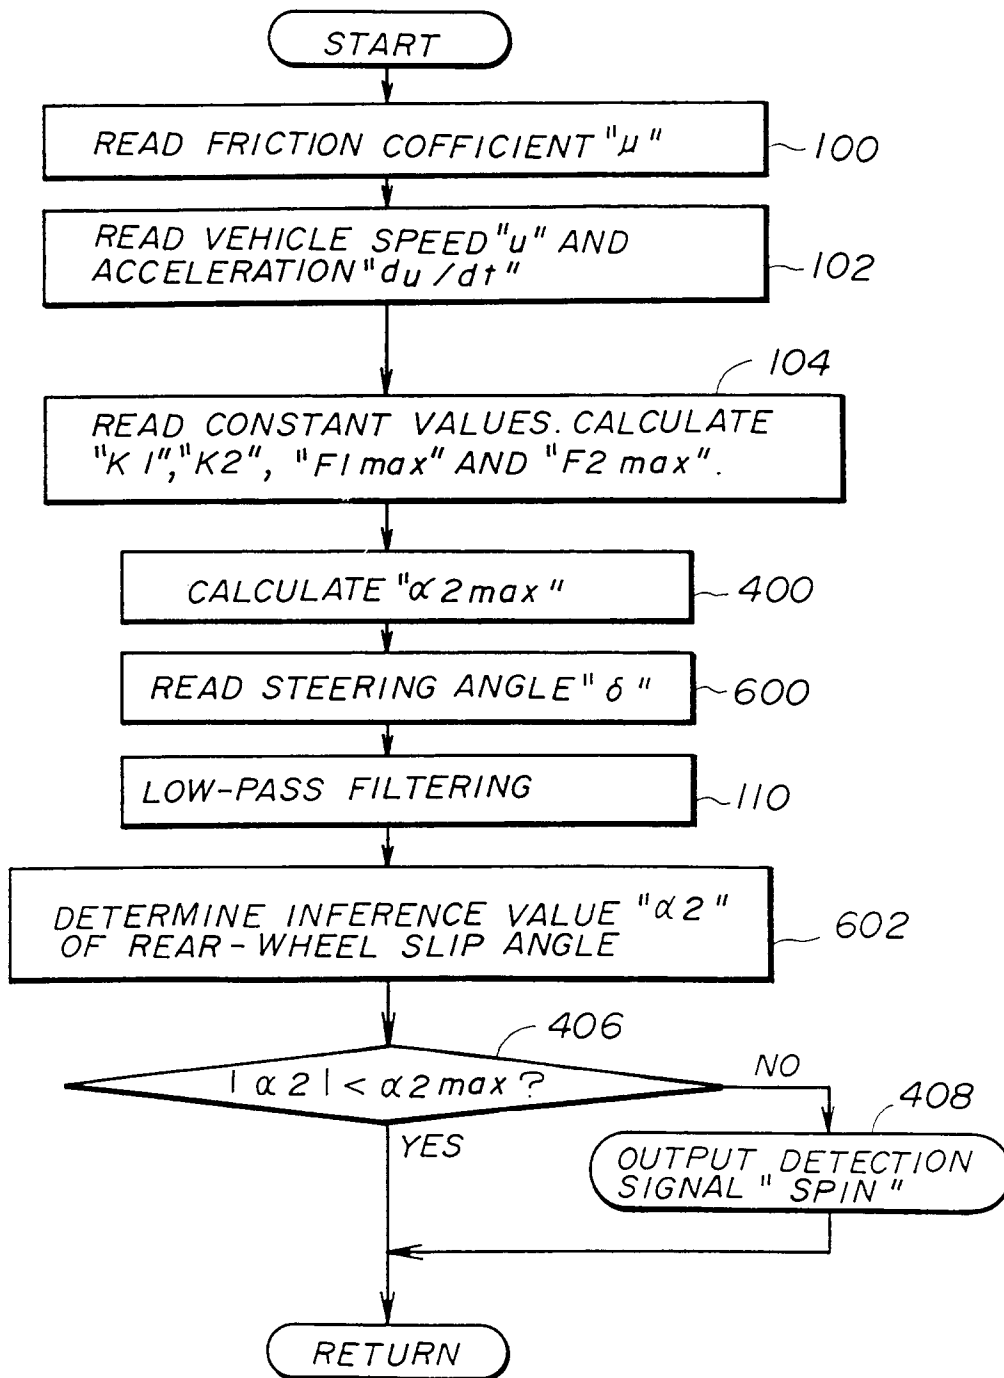 START
READ FRICTION COFFICIENT "μ"
100
READ VEHICLE SPEED "u" AND
ACCELERATION "du/dt"
102
104
READ CONSTANT VALUES. CALCULATE
"K1", "K2", "F1max" AND "F2max".
CALCULATE "α2max"
400
READ STEERING ANGLE "δ"
600
LOW-PASS FILTERING
110
DETERMINE INFERENCE VALUE "α2"
OF REAR-WHEEL SLIP ANGLE
602
406
|α2| < α2max?
NO
YES
408
OUTPUT DETECTION
SIGNAL "SPIN"
RETURN